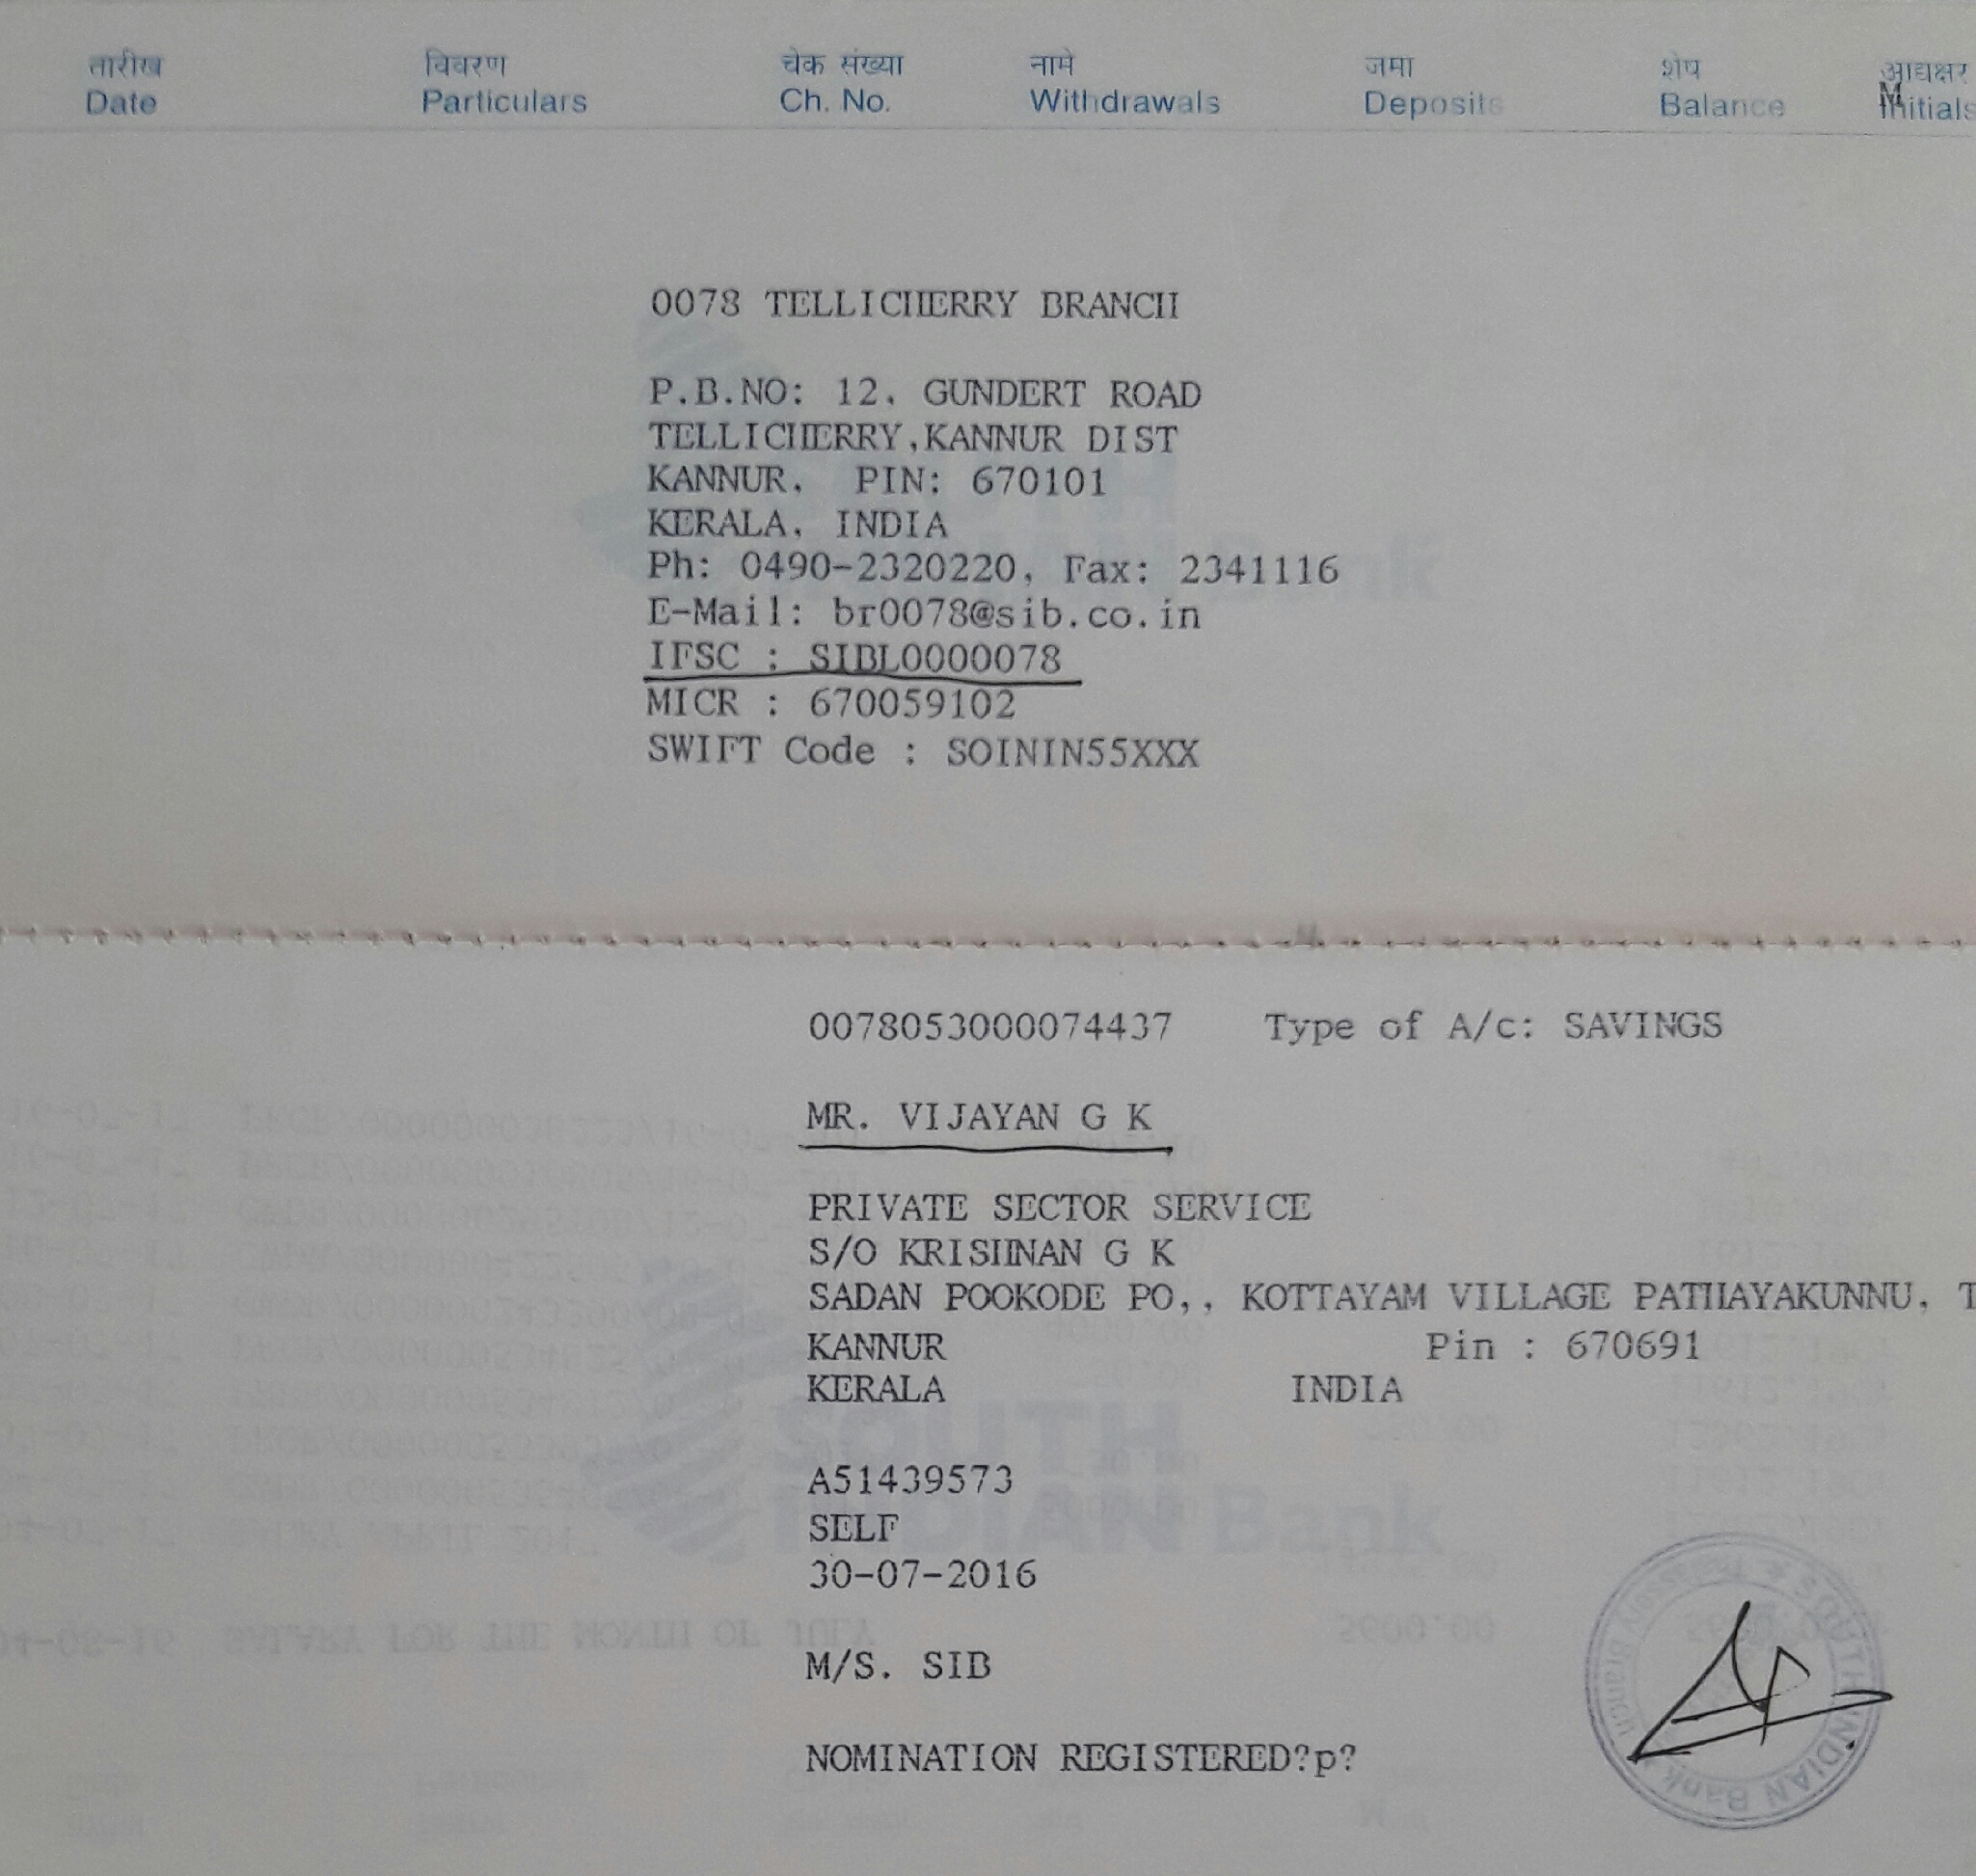 तारीख विवरण चेक संख्या नामे जमा शेष आद्यक्षर
Date Particulars Ch. No. Withdrawals Deposits Balance Initials
M
0078 TELLICHERRY BRANCH
P.B.NO: 12, GUNDERT ROAD
TELLICHERRY,KANNUR DIST
KANNUR, PIN: 670101
KERALA, INDIA
Ph: 0490-2320220, Fax: 2341116
E-Mail: br0078@sib.co.in
IFSC : SIBL0000078
MICR : 670059102
SWIFT Code : SOININ55XXX
0078053000074437 Type of A/c: SAVINGS
MR. VIJAYAN G K
PRIVATE SECTOR SERVICE
S/O KRISHNAN G K
SADAN POOKODE PO,, KOTTAYAM VILLAGE PATHAYAKUNNU, T
KANNUR Pin : 670691
KERALA INDIA
A51439573
SELF
30-07-2016
M/S. SIB
NOMINATION REGISTERED?p?
SOUTH
INDIAN Bank
SOUTH INDIAN Bank